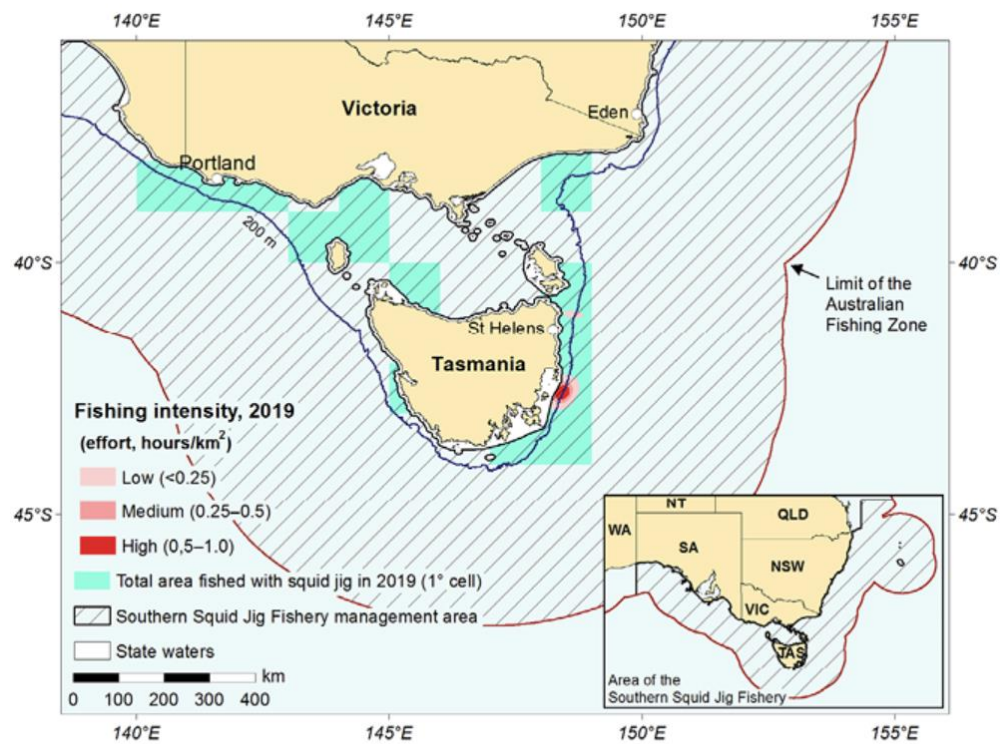 140°E 145°E 150°E 155°E
Victoria
Eden
Portland
200 m
40°S 40°S
Limit of the
Australian
Fishing Zone
St Helens
Tasmania
Fishing intensity, 2019
(effort, hours/km²)
Low (<0.25)
Medium (0.25–0.5)
High (0,5–1.0)
45°S 45°S
Total area fished with squid jig in 2019 (1° cell)
Southern Squid Jig Fishery management area
State waters
km
0 100 200 300 400
NT
WA
QLD
SA
NSW
VIC
TAS
Area of the
Southern Squid Jig Fishery
140°E 145°E 150°E 155°E